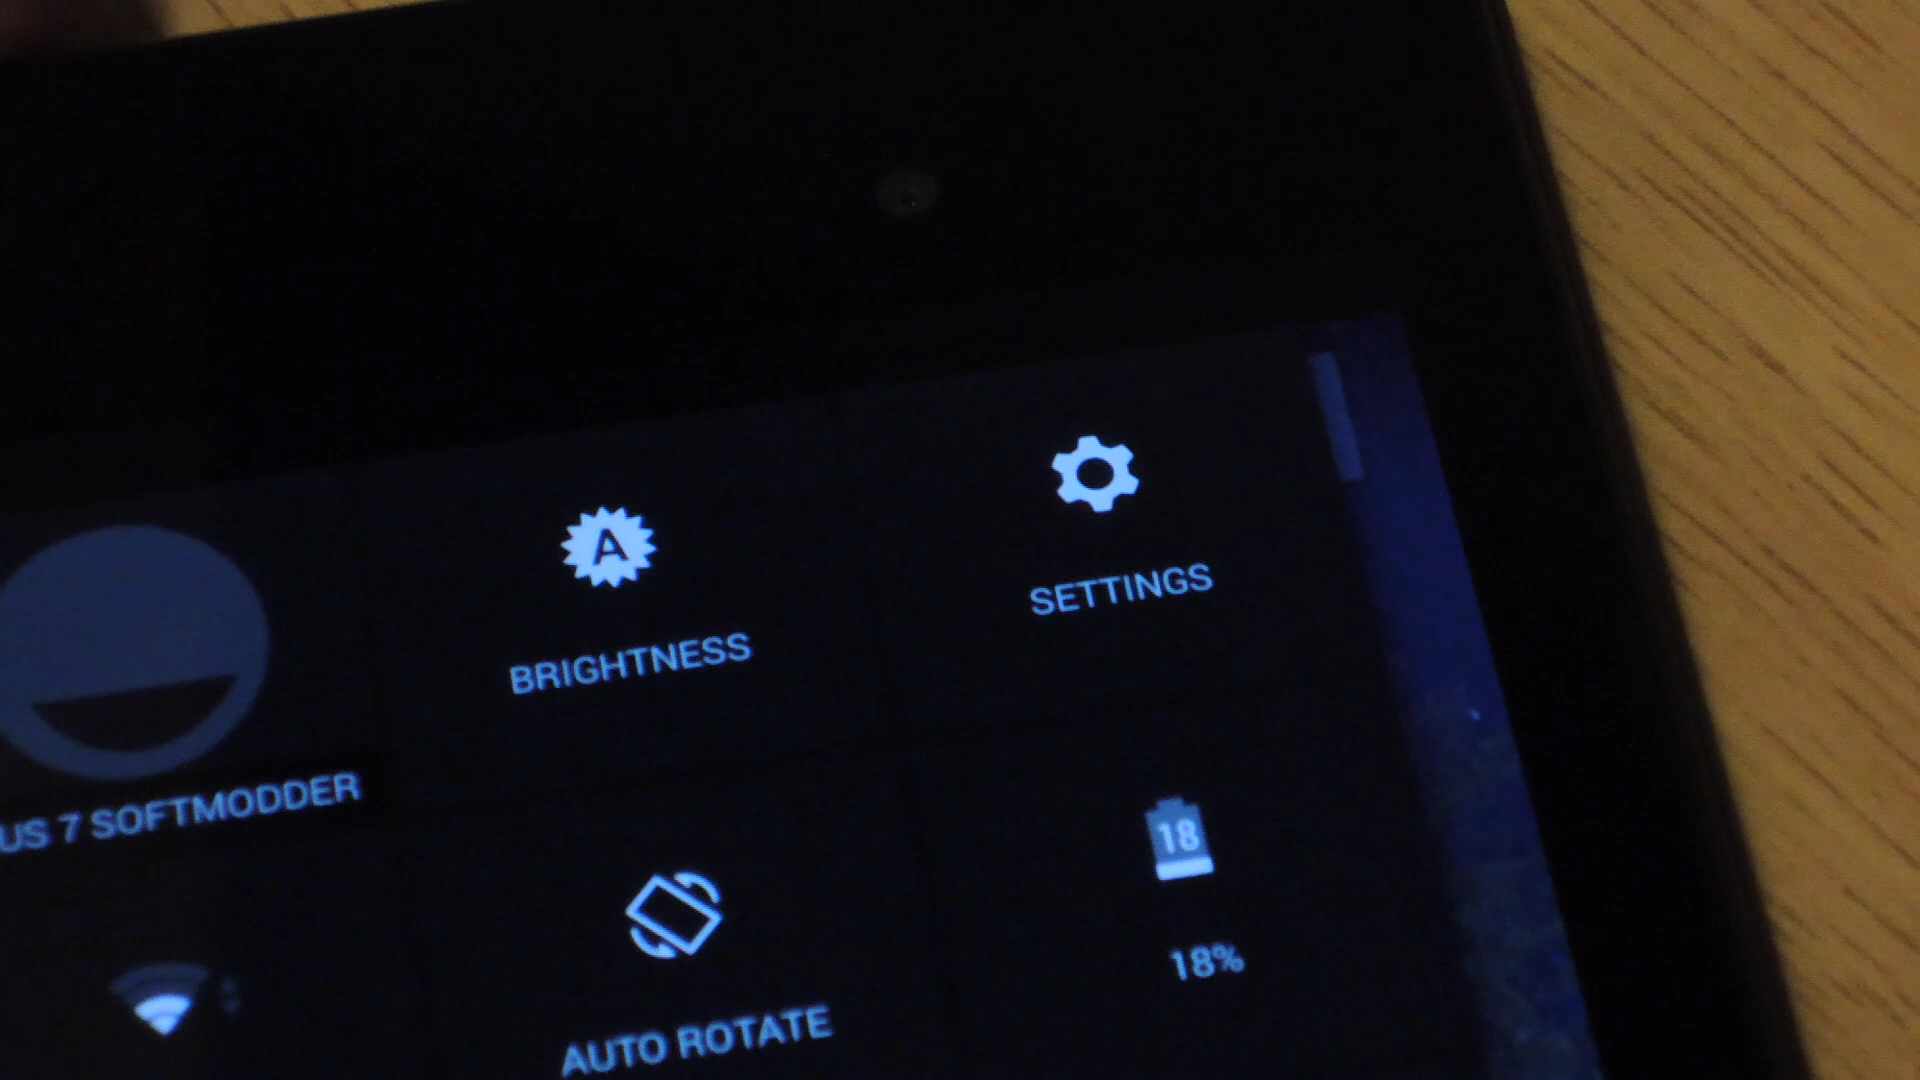 A
BRIGHTNESS
SETTINGS
US 7 SOFTMODDER
18
AUTO ROTATE
18%